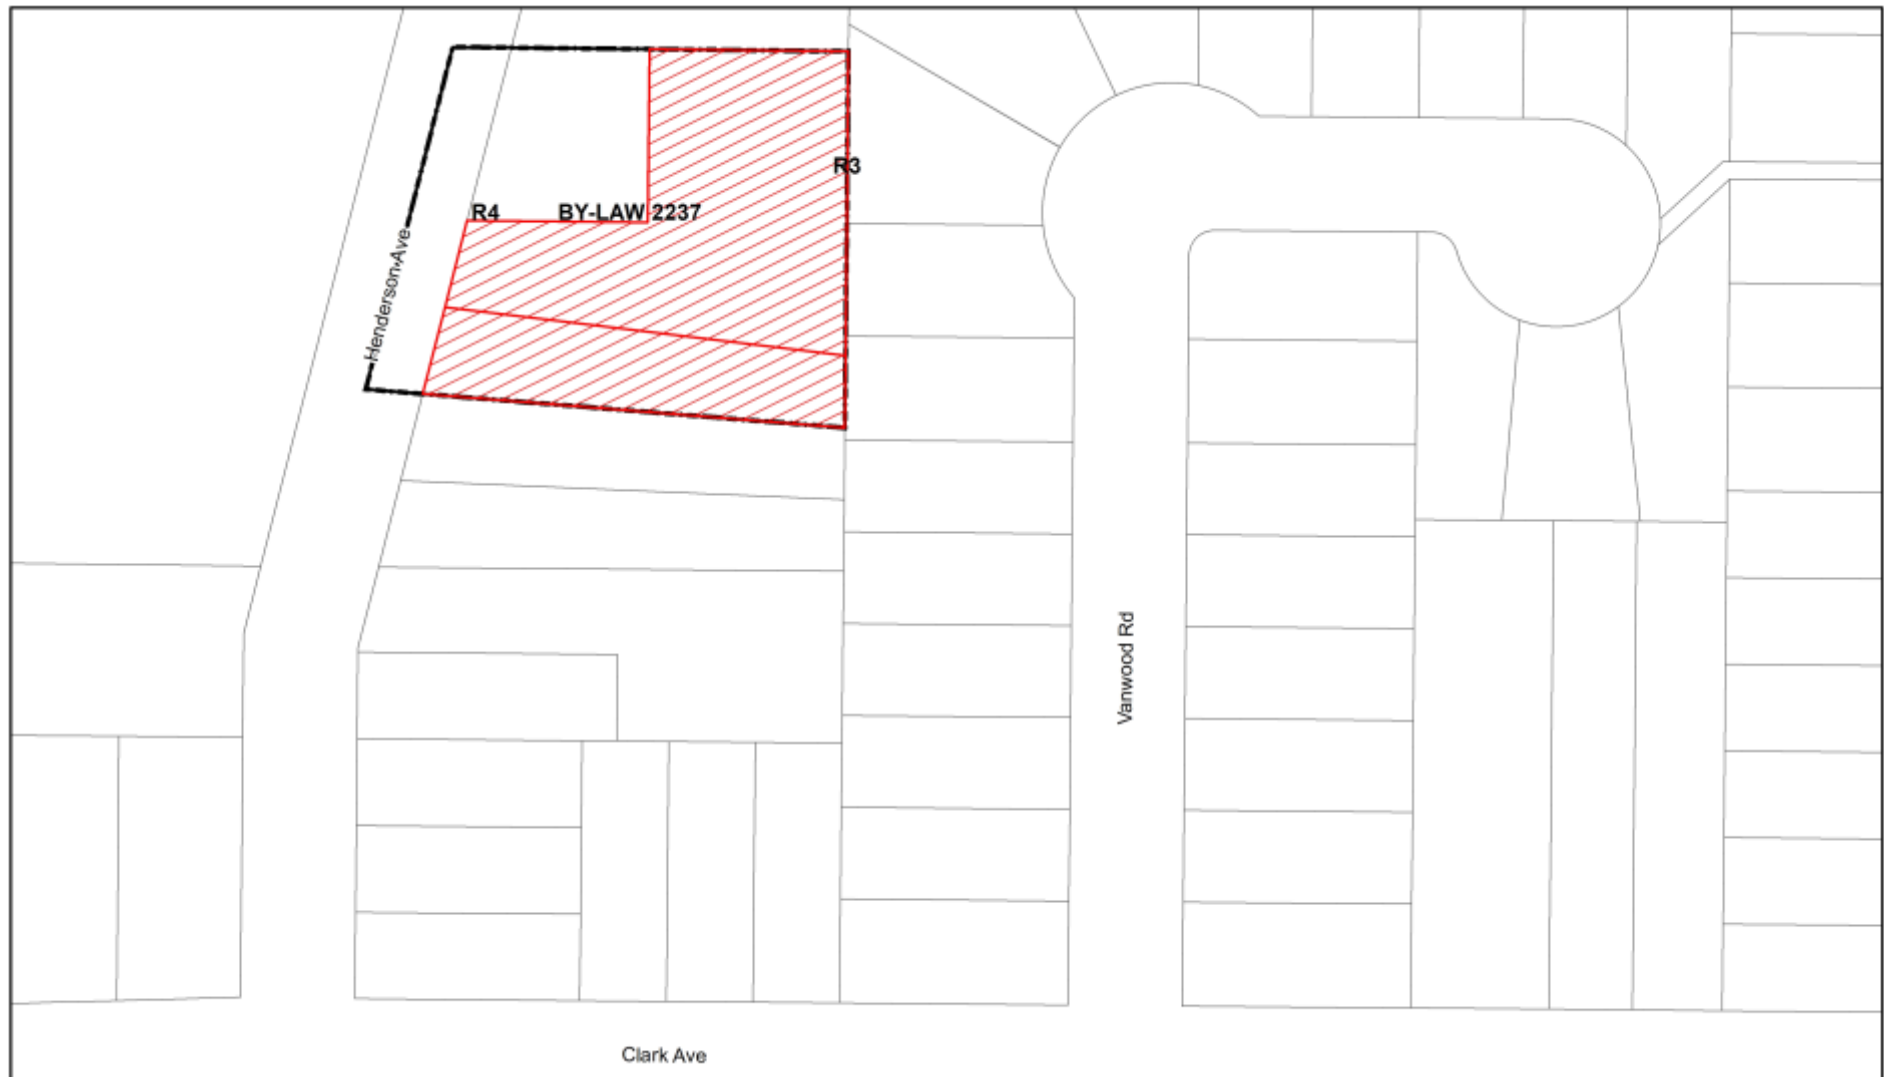 R3
R4
BY-LAW 2237
Henderson Ave
Vanwood Rd
Clark Ave